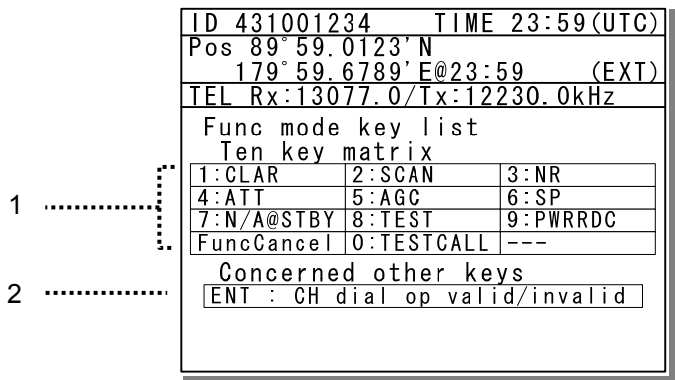 ID 431001234 TIME 23:59(UTC)
Pos 89°59.0123'N
179°59.6789'E@23:59 (EXT)
TEL Rx:13077.0/Tx:12230.0kHz
Func mode key list
Ten key matrix
1:CLAR 2:SCAN 3:NR
4:ATT 5:AGC 6:SP
7:N/A@STBY 8:TEST 9:PWRRDC
FuncCancel 0:TESTCALL ---
Concerned other keys
ENT : CH dial op valid/invalid
1
2